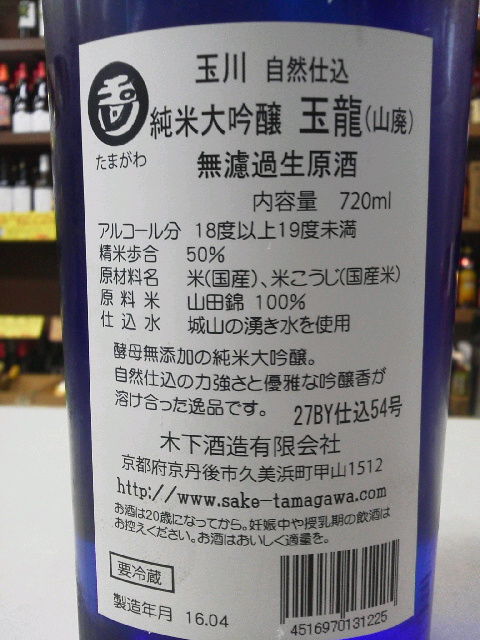 玉川 自然仕込
たまがわ
純米大吟醸 玉龍(山廃)
無濾過生原酒
内容量 720ml
アルコール分 18度以上19度未満
精米歩合 50%
原材料名 米(国産)、米こうじ(国産米)
原料米 山田錦 100%
仕込水 城山の湧き水を使用
酵母無添加の純米大吟醸。
自然仕込の力強さと優雅な吟醸香が
溶け合った逸品です。 27BY仕込54号
木下酒造有限会社
京都府京丹後市久美浜町甲山1512
http://www.sake-tamagawa.com
お酒は20歳になってから。妊娠中や授乳期の飲酒は
お控えください。お酒はおいしく適量を。
要冷蔵
製造年月 16.04
4516970131225